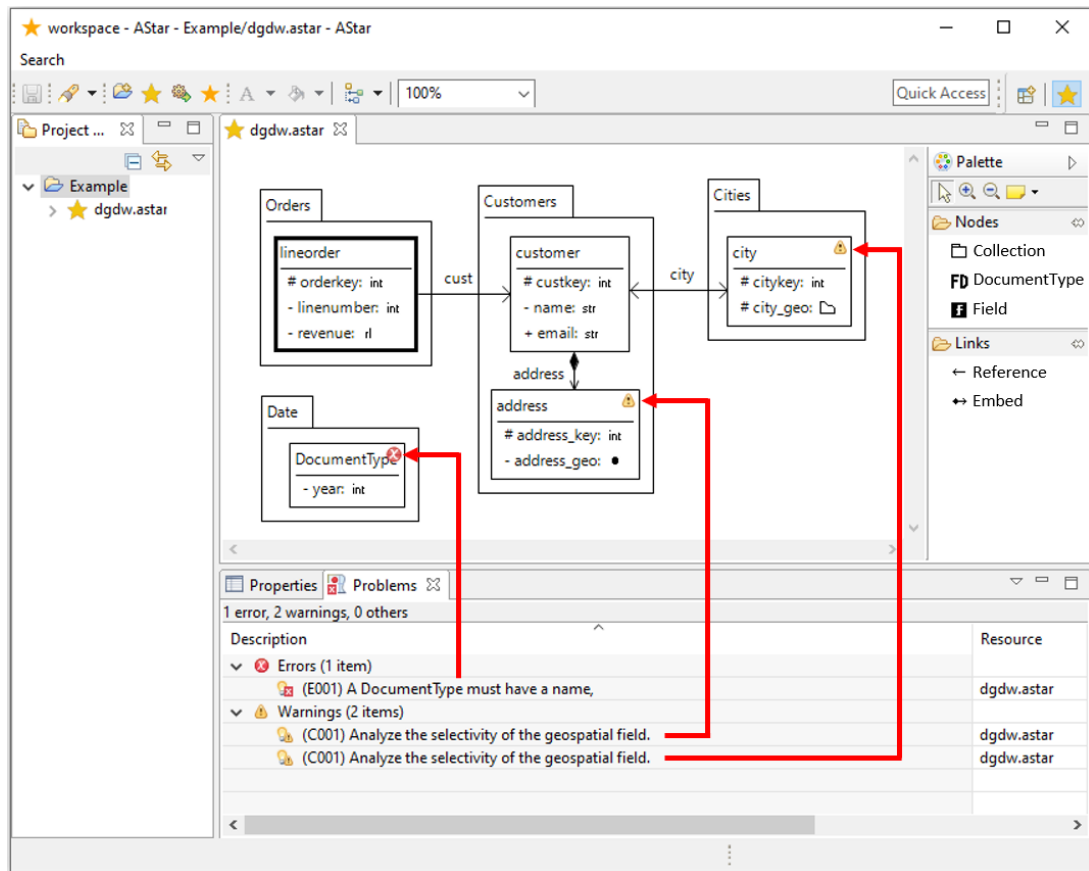 workspace - AStar - Example/dgdw.astar - AStar
Search
100%
Quick Access
Project ...
dgdw.astar
Example
dgdw.astar
Orders
lineorder
# orderkey: int
- linenumber: int
- revenue: rl
cust
Customers
customer
# custkey: int
- name: str
+ email: str
address
address
# address_key: int
- address_geo:
city
Cities
city
# citykey: int
# city_geo:
Date
DocumentType
- year: int
Palette
Nodes
Collection
FD DocumentType
f Field
Links
Reference
Embed
Properties
Problems
1 error, 2 warnings, 0 others
Description Resource
Errors (1 item)
(E001) A DocumentType must have a name, dgdw.astar
Warnings (2 items)
(C001) Analyze the selectivity of the geospatial field. dgdw.astar
(C001) Analyze the selectivity of the geospatial field. dgdw.astar